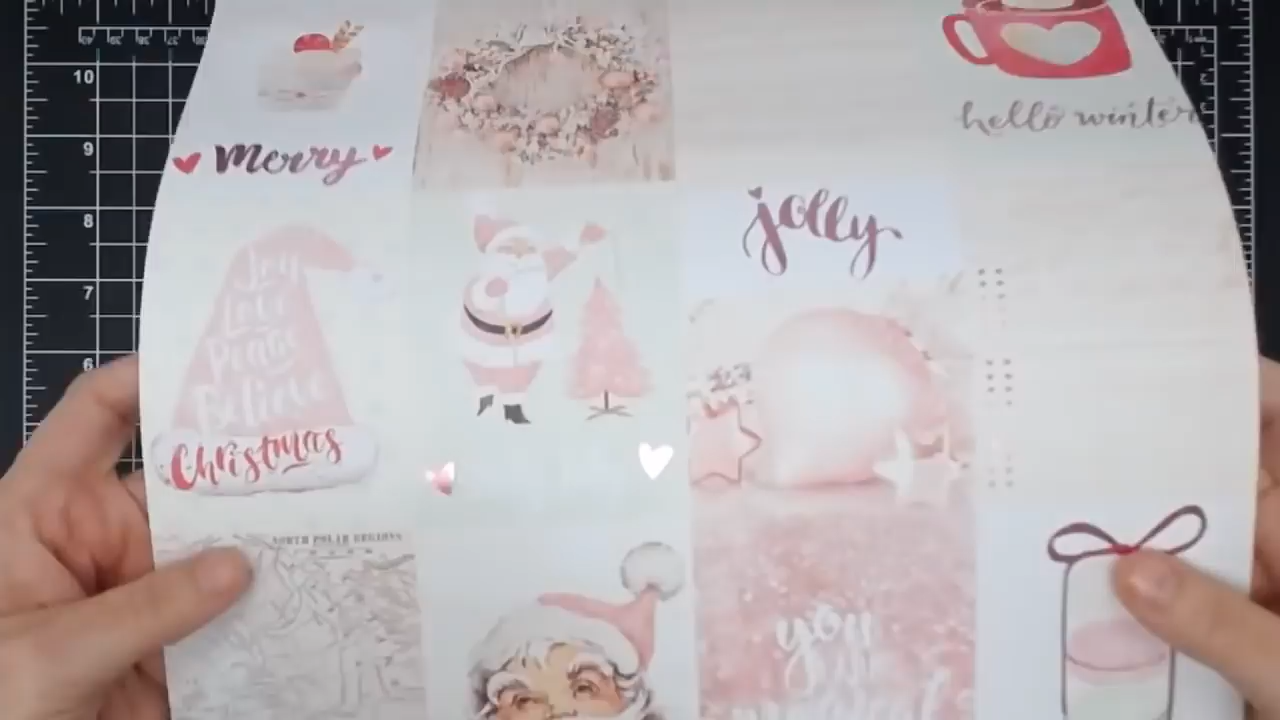 10
9
8
7
6
Merry
hello winter
jolly
Joy
Love
Peace
Believe
Christmas
NORTH POLAR REGIONS
you